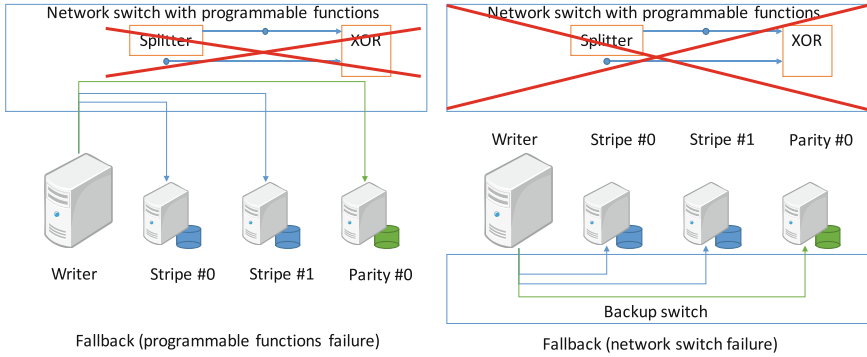 Network switch with programmable functions
Splitter
XOR
Writer
Stripe #0
Stripe #1
Parity #0
Fallback (programmable functions failure)
Network switch with programmable functions
Splitter
XOR
Writer
Stripe #0
Stripe #1
Parity #0
Backup switch
Fallback (network switch failure)